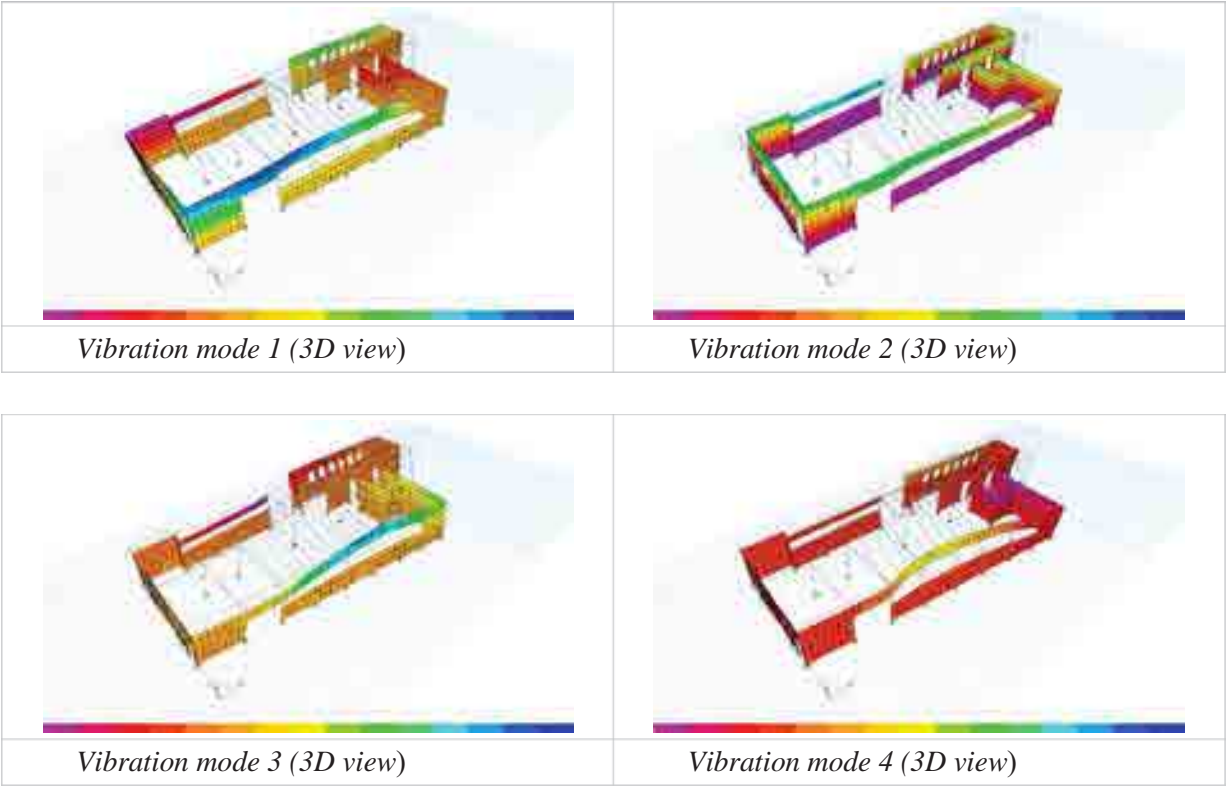 Vibration mode 1 (3D view)
Vibration mode 2 (3D view)
Vibration mode 3 (3D view)
Vibration mode 4 (3D view)